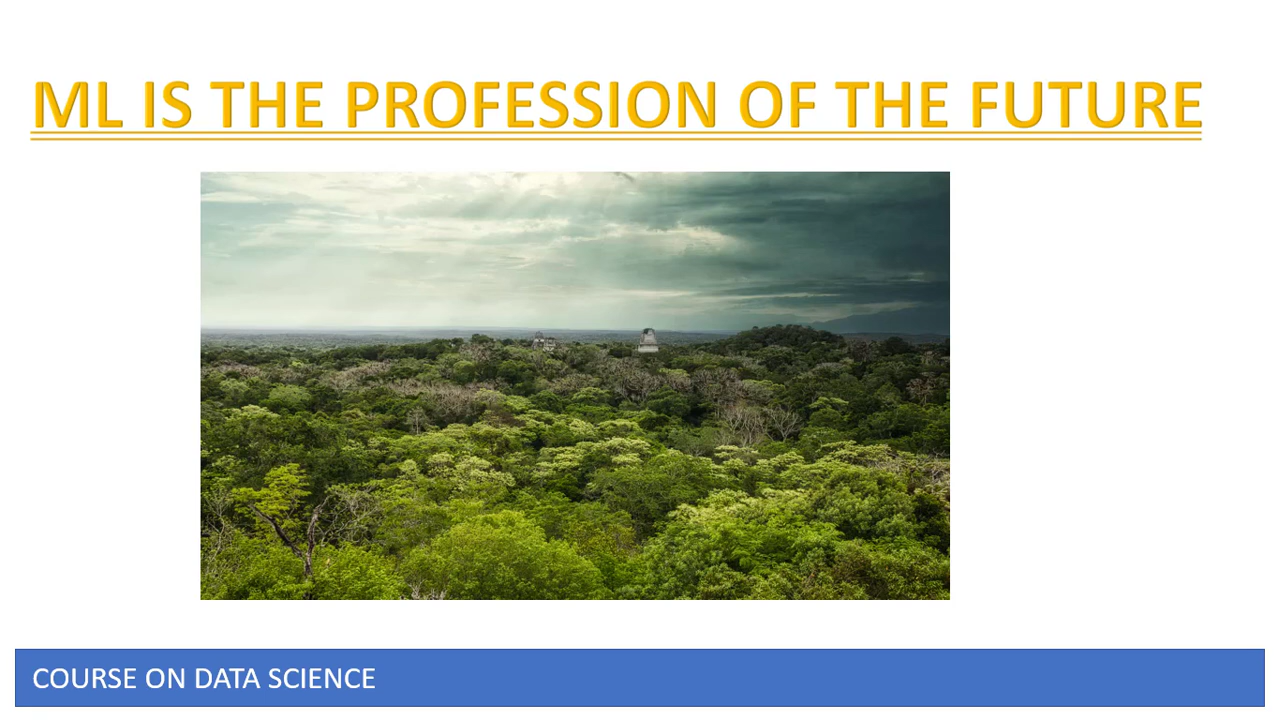 ML IS THE PROFESSION OF THE FUTURE
COURSE ON DATA SCIENCE